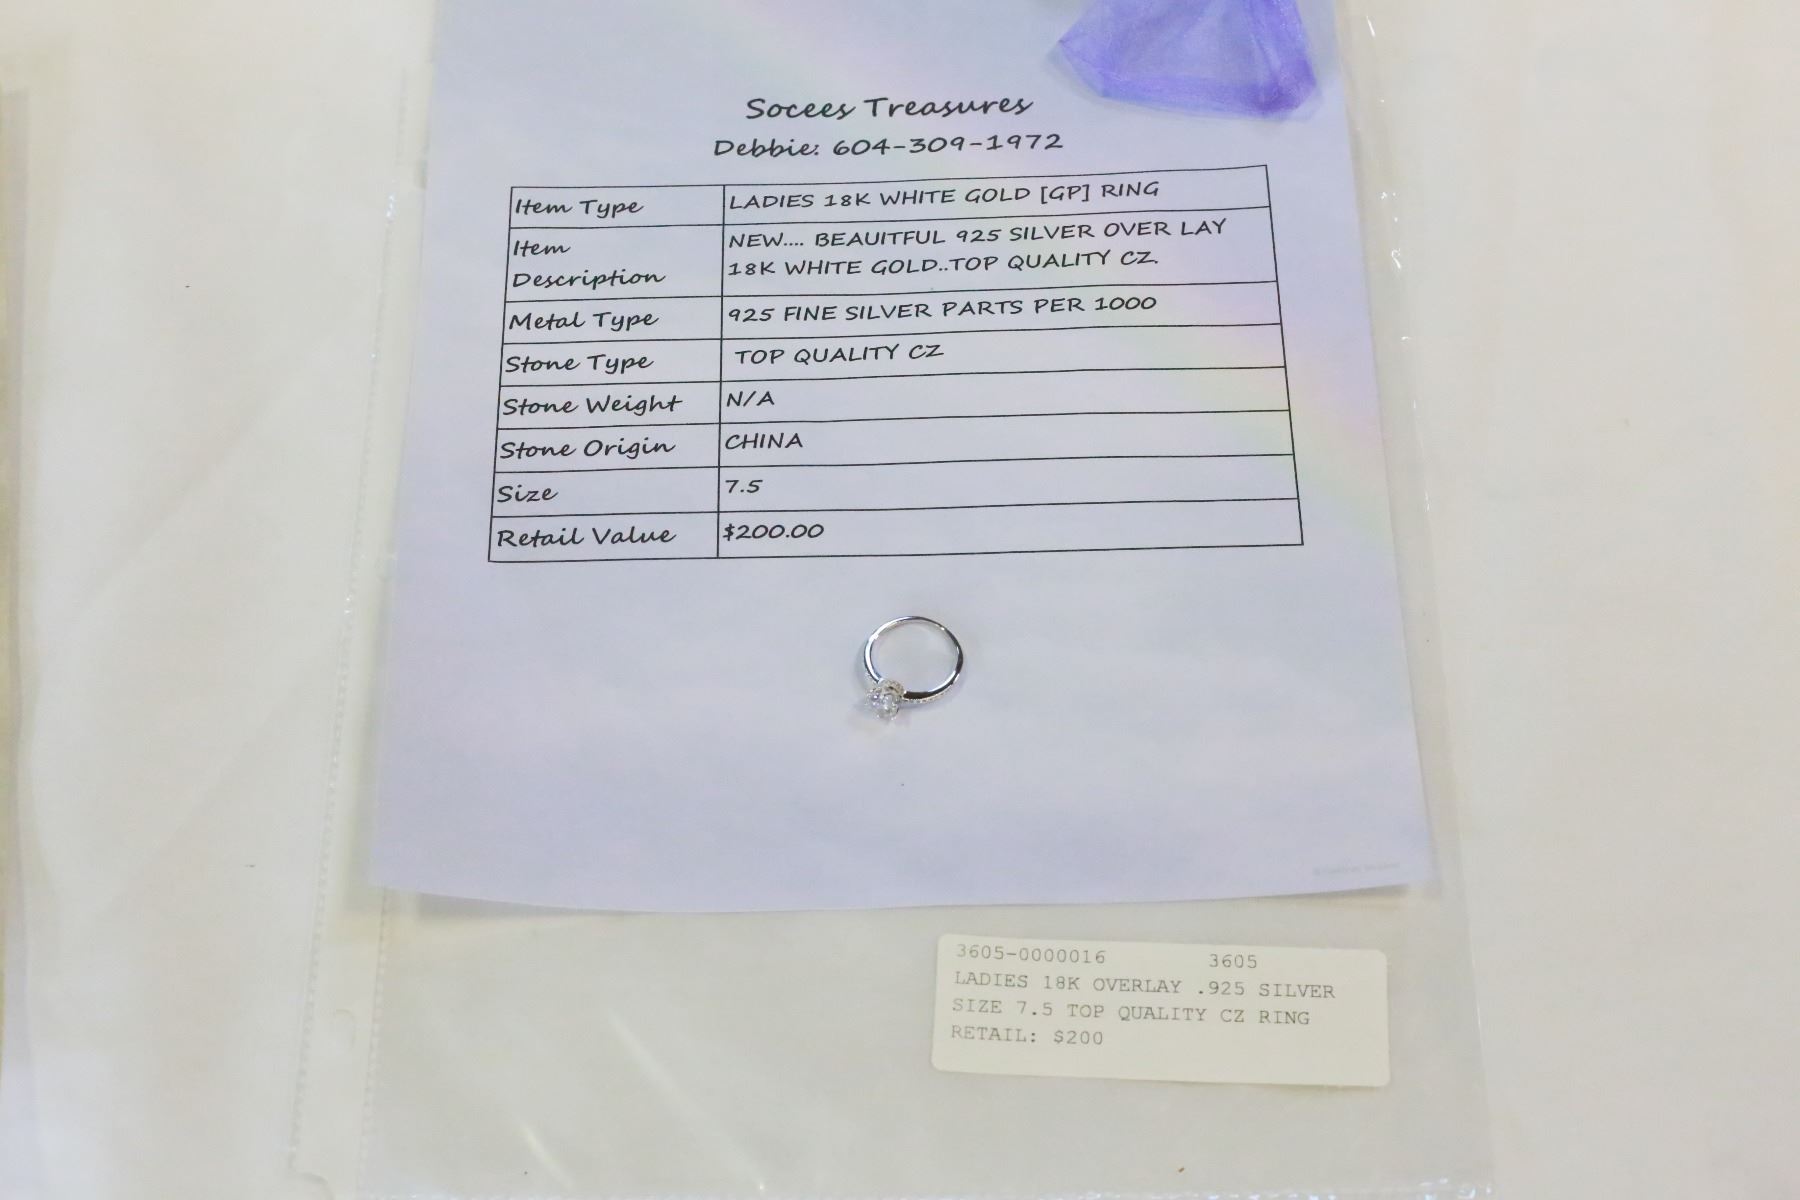 Socees Treasures
Debbie: 604-309-1972
Item Type LADIES 18K WHITE GOLD [GP] RING
Item Description NEW.... BEAUITFUL 925 SILVER OVER LAY
18K WHITE GOLD..TOP QUALITY CZ.
Metal Type 925 FINE SILVER PARTS PER 1000
Stone Type TOP QUALITY CZ
Stone Weight N/A
Stone Origin CHINA
Size 7.5
Retail Value $200.00
3605-0000016 3605
LADIES 18K OVERLAY .925 SILVER
SIZE 7.5 TOP QUALITY CZ RING
RETAIL: $200